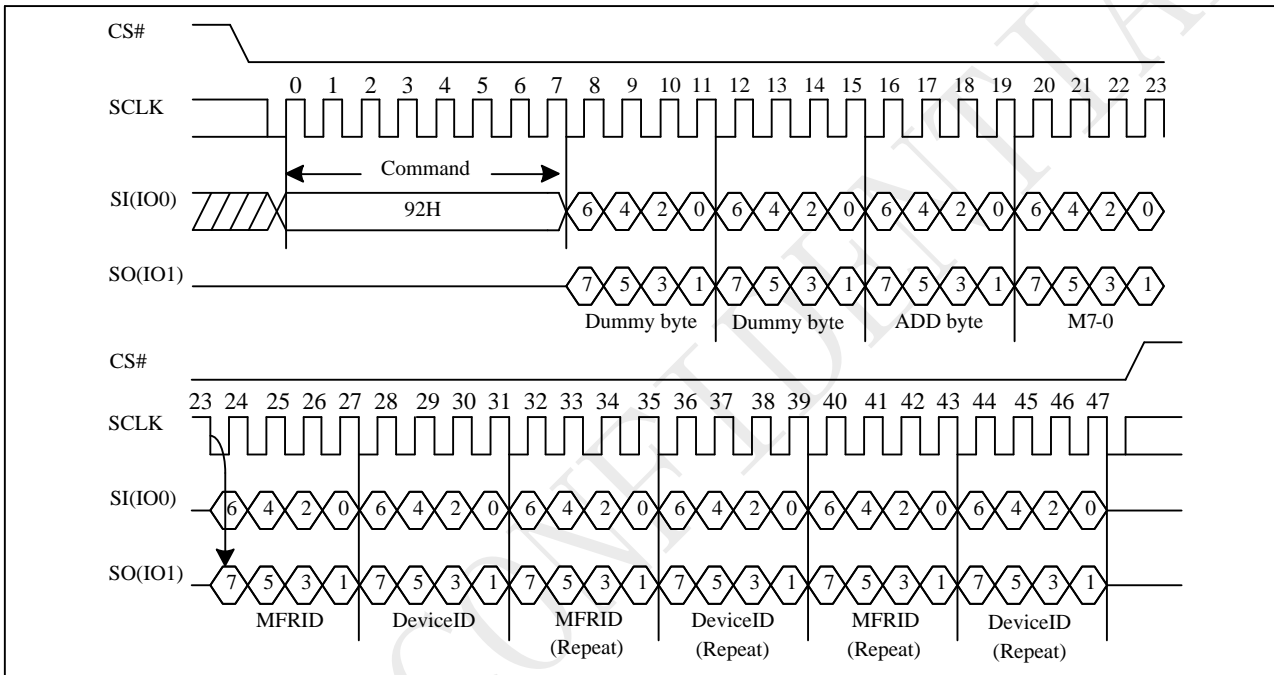 CS#
0 1 2 3 4 5 6 7 8 9 10 11 12 13 14 15 16 17 18 19 20 21 22 23
SCLK
Command
SI(IO0)
92H
6 4 2 0 6 4 2 0 6 4 2 0 6 4 2 0
SO(IO1)
7 5 3 1 7 5 3 1 7 5 3 1 7 5 3 1
Dummy byte Dummy byte ADD byte M7-0
CS#
23 24 25 26 27 28 29 30 31 32 33 34 35 36 37 38 39 40 41 42 43 44 45 46 47
SCLK
SI(IO0)
6 4 2 0 6 4 2 0 6 4 2 0 6 4 2 0 6 4 2 0 6 4 2 0
SO(IO1)
7 5 3 1 7 5 3 1 7 5 3 1 7 5 3 1 7 5 3 1 7 5 3 1
MFRID DeviceID MFRID DeviceID MFRID DeviceID
(Repeat) (Repeat) (Repeat) (Repeat)
CONFIDENTIA